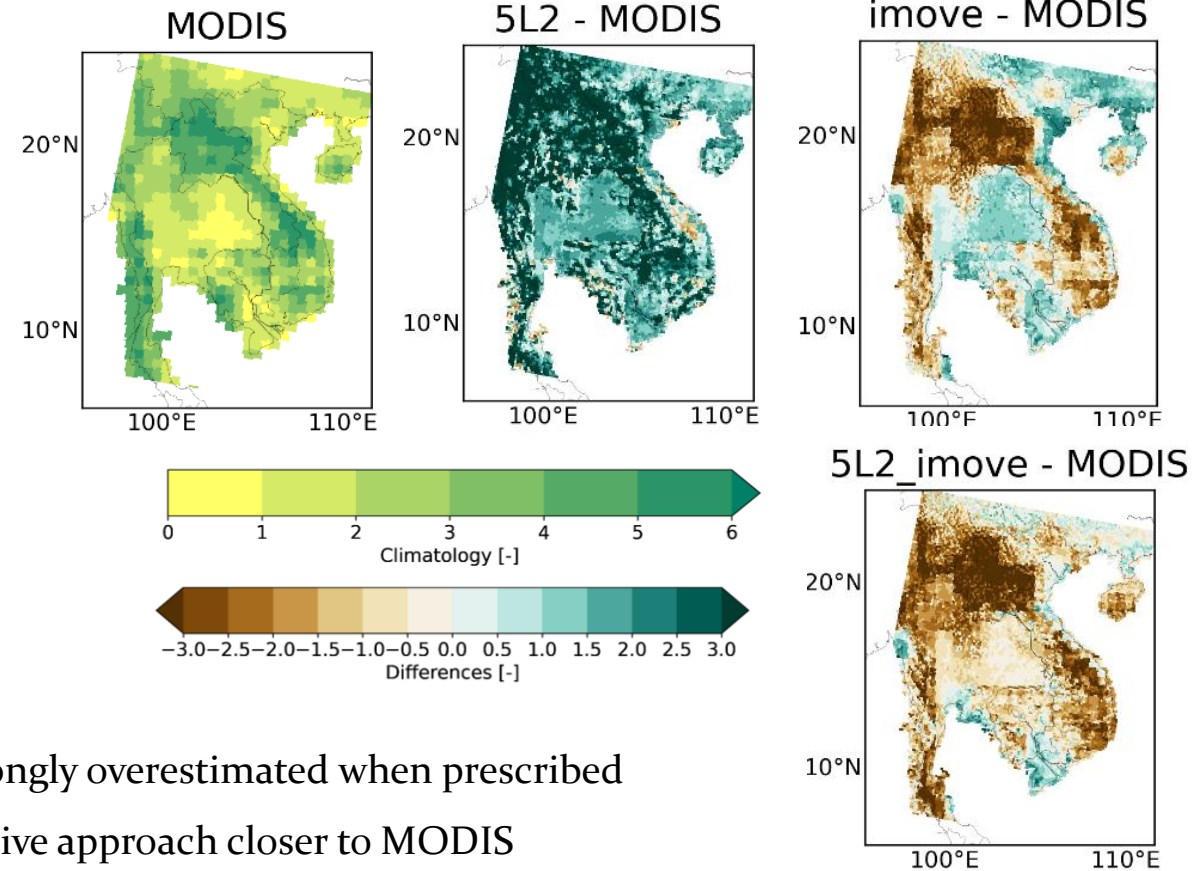 MODIS
5L2 - MODIS
imove - MODIS
20°N
10°N
100°E 110°E
20°N
10°N
100°E 110°E
20°N
10°N
100°E 110°E
0 1 2 3 4 5 6
Climatology [-]
−3.0 −2.5 −2.0 −1.5 −1.0 −0.5 0.0 0.5 1.0 1.5 2.0 2.5 3.0
Differences [-]
5L2_imove - MODIS
20°N
10°N
100°E 110°E
ongly overestimated when prescribed
ive approach closer to MODIS